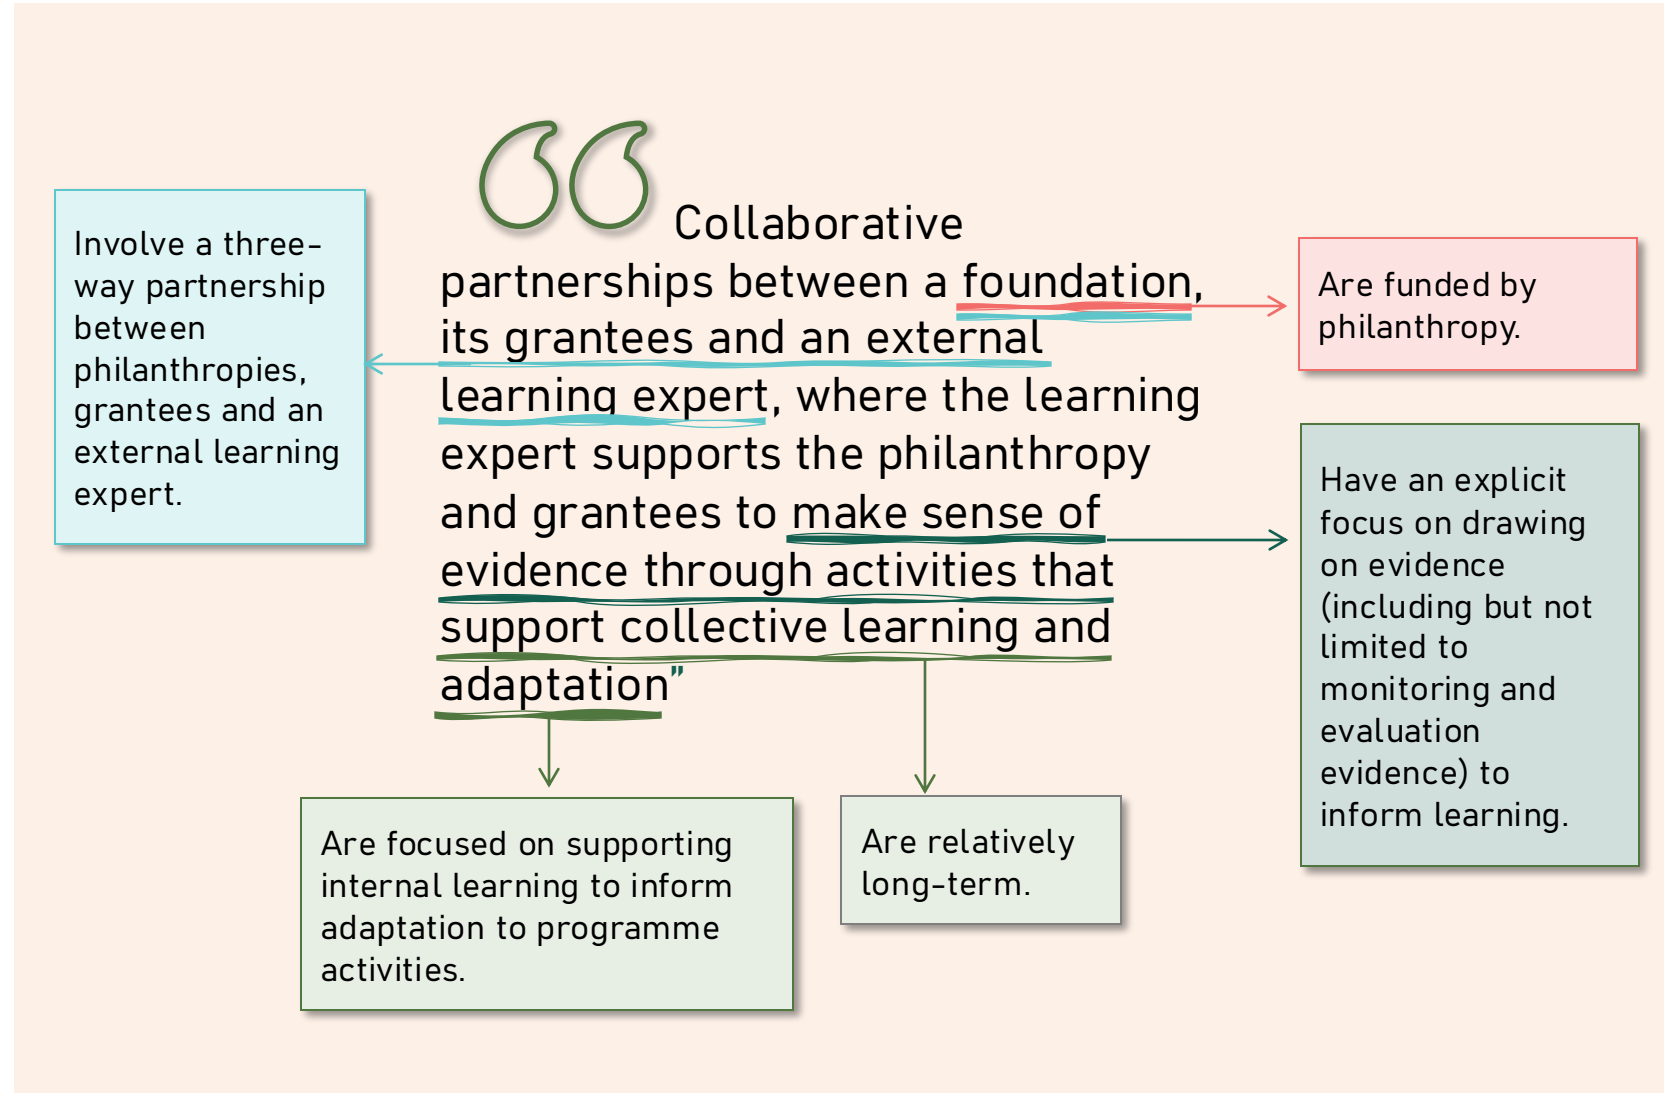 “Collaborative
partnerships between a foundation,
its grantees and an external
learning expert, where the learning
expert supports the philanthropy
and grantees to make sense of
evidence through activities that
support collective learning and
adaptation”
Involve a three-
way partnership
between
philanthropies,
grantees and an
external learning
expert.
Are funded by
philanthropy.
Have an explicit
focus on drawing
on evidence
(including but not
limited to
monitoring and
evaluation
evidence) to
inform learning.
Are focused on supporting
internal learning to inform
adaptation to programme
activities.
Are relatively
long-term.